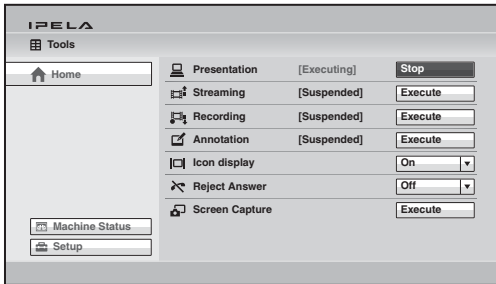 IPELA
Tools
Home
Presentation [Executing] Stop
Streaming [Suspended] Execute
Recording [Suspended] Execute
Annotation [Suspended] Execute
Icon display On
Reject Answer Off
Screen Capture Execute
Machine Status
Setup